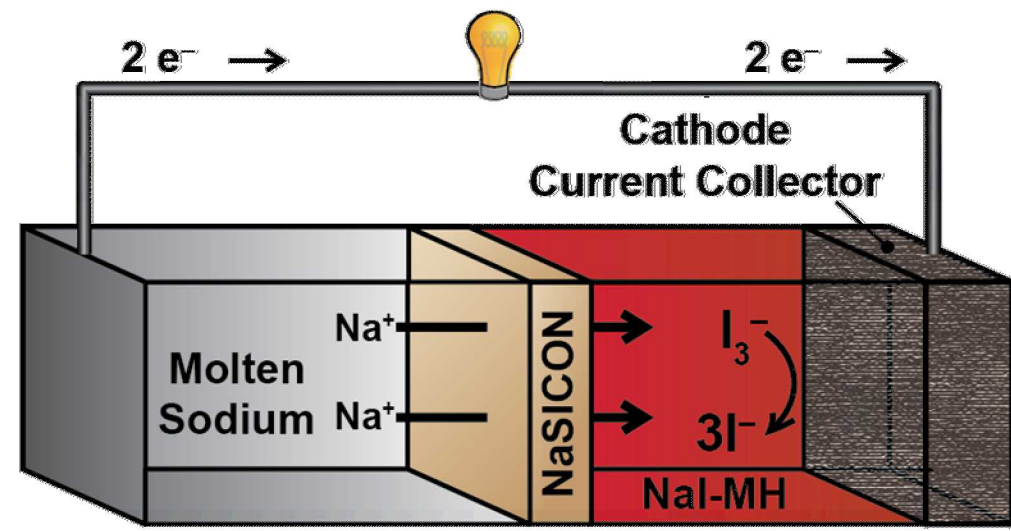 2 e⁻ →
2 e⁻ →
Cathode
Current Collector
Na⁺
I₃⁻
Molten
Sodium
Na⁺
3I⁻
NaSICON
NaI-MH